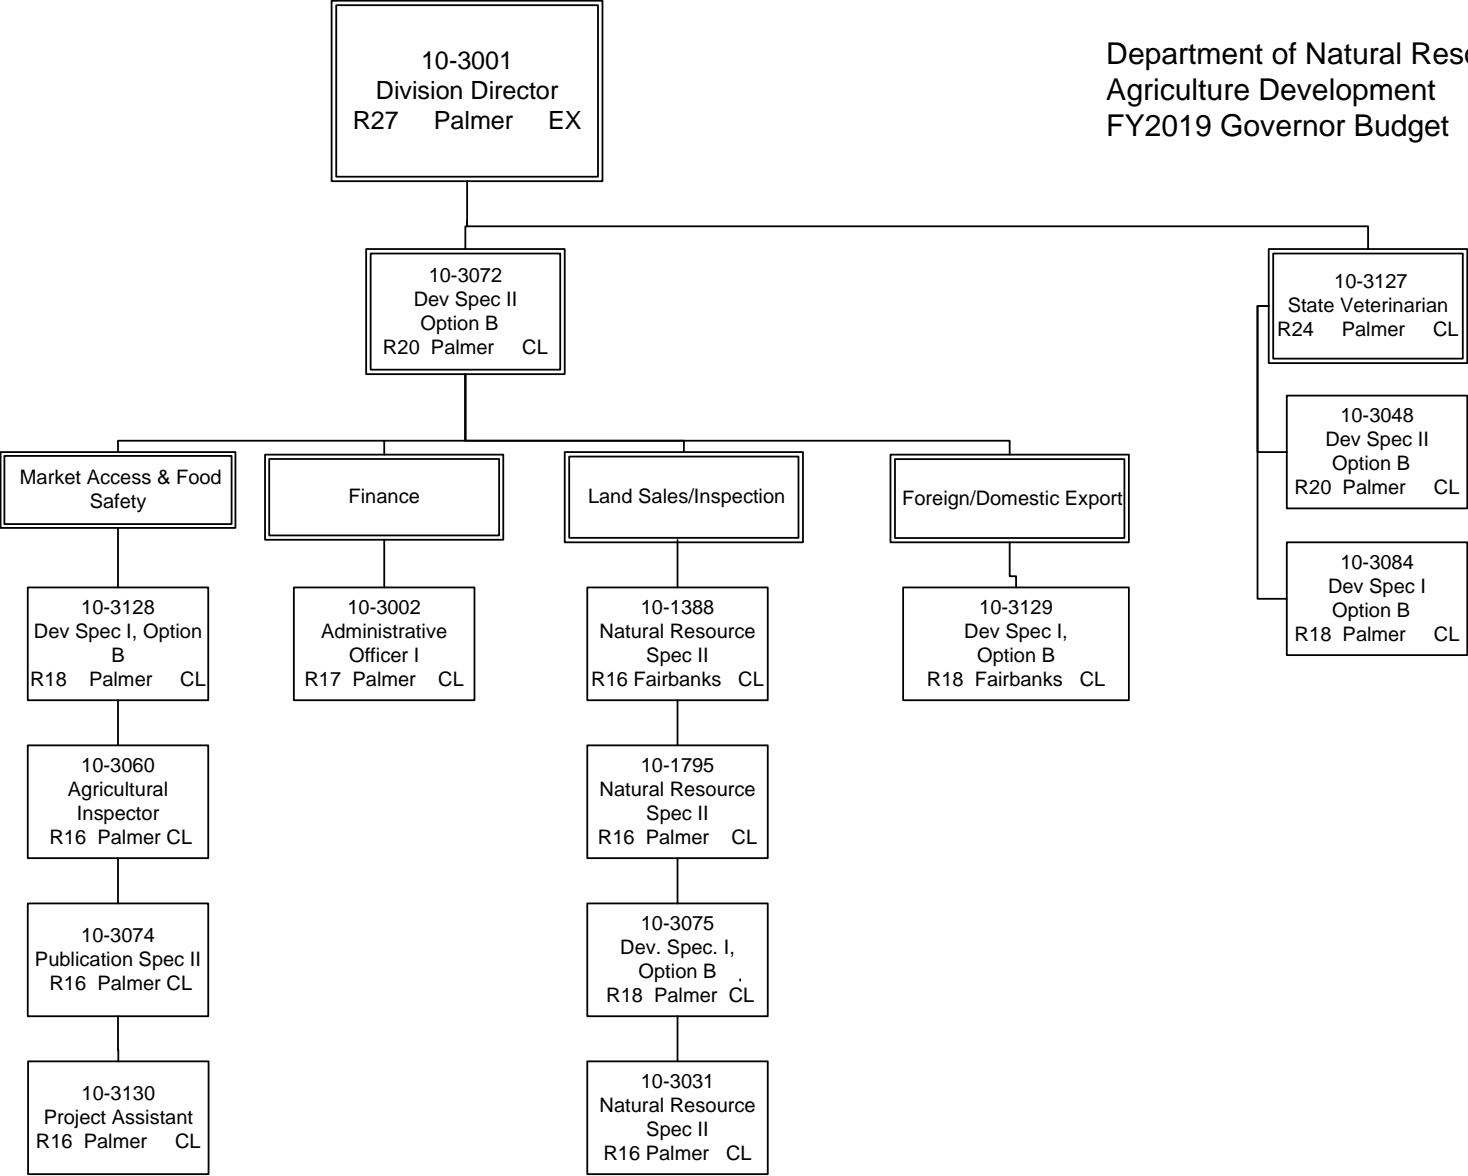 10-3001
Division Director
R27 Palmer EX
Department of Natural Res
Agriculture Development
FY2019 Governor Budget
10-3072
Dev Spec II
Option B
R20 Palmer CL
10-3127
State Veterinarian
R24 Palmer CL
10-3048
Dev Spec II
Option B
R20 Palmer CL
10-3084
Dev Spec I
Option B
R18 Palmer CL
Market Access & Food
Safety
Finance
Land Sales/Inspection
Foreign/Domestic Export
10-3128
Dev Spec I, Option
B
R18 Palmer CL
10-3002
Administrative
Officer I
R17 Palmer CL
10-1388
Natural Resource
Spec II
R16 Fairbanks CL
10-3129
Dev Spec I,
Option B
R18 Fairbanks CL
10-3060
Agricultural
Inspector
R16 Palmer CL
10-1795
Natural Resource
Spec II
R16 Palmer CL
10-3074
Publication Spec II
R16 Palmer CL
10-3075
Dev. Spec. I,
Option B .
R18 Palmer CL
10-3130
Project Assistant
R16 Palmer CL
10-3031
Natural Resource
Spec II
R16 Palmer CL